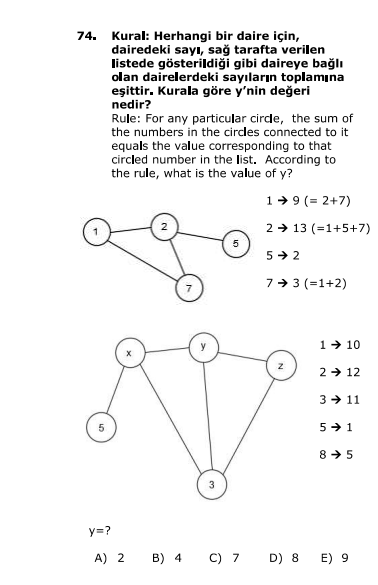 74. Kural: Herhangi bir daire için,
dairedeki sayı, sağ tarafta verilen
listede gösterildiği gibi daireye bağlı
olan dairelerdeki sayıların toplamına
eşittir. Kurala göre y’nin değeri
nedir?
Rule: For any particular circle, the sum of
the numbers in the circles connected to it
equals the value corresponding to that
circled number in the list. According to
the rule, what is the value of y?
1 → 9 (= 2+7)
2 → 13 (=1+5+7)
5 → 2
7 → 3 (=1+2)
1
2
5
7
x
y
z
5
3
1 → 10
2 → 12
3 → 11
5 → 1
8 → 5
y=?
A) 2 B) 4 C) 7 D) 8 E) 9